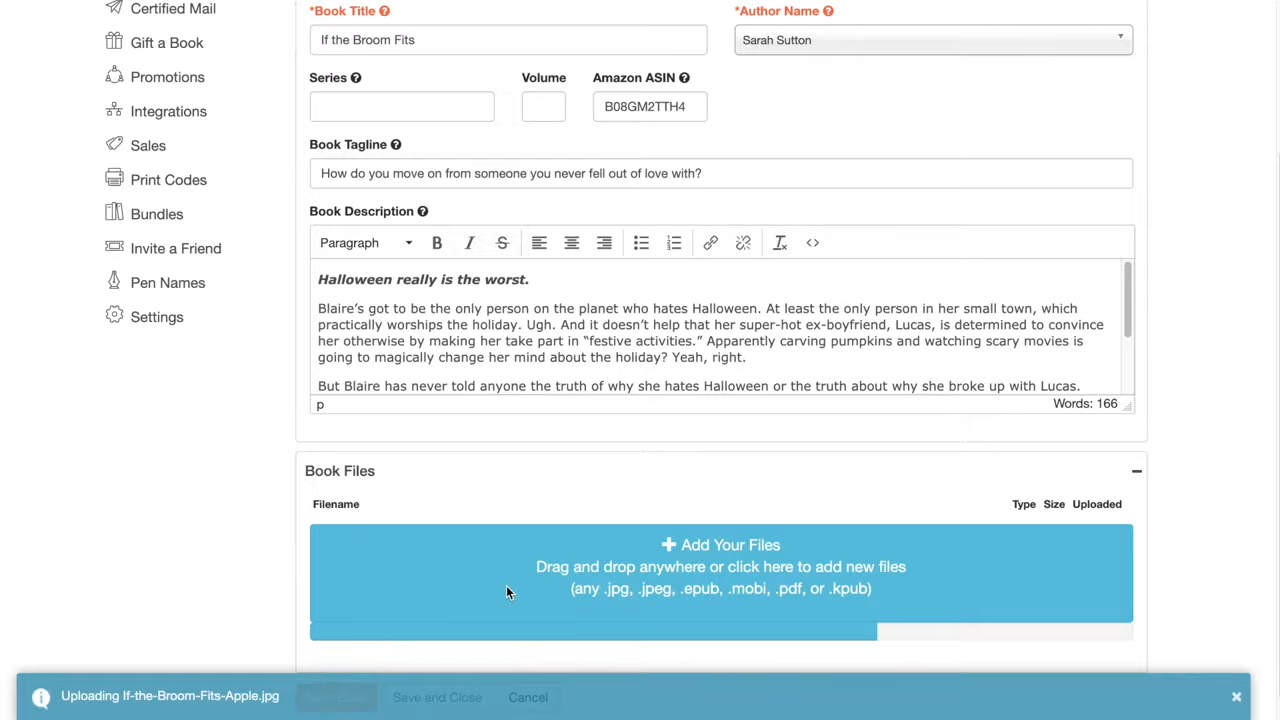 Certified Mail
Gift a Book
Promotions
Integrations
Sales
Print Codes
Bundles
Invite a Friend
Pen Names
Settings
*Book Title
*Author Name
If the Broom Fits
Sarah Sutton
Series
Volume
Amazon ASIN
B08GM2TTH4
Book Tagline
How do you move on from someone you never fell out of love with?
Book Description
Paragraph
B I S
Halloween really is the worst.
Blaire’s got to be the only person on the planet who hates Halloween. At least the only person in her small town, which
practically worships the holiday. Ugh. And it doesn’t help that her super-hot ex-boyfriend, Lucas, is determined to convince
her otherwise by making her take part in “festive activities.” Apparently carving pumpkins and watching scary movies is
going to magically change her mind about the holiday? Yeah, right.
But Blaire has never told anyone the truth of why she hates Halloween or the truth about why she broke up with Lucas.
p
Words: 166
Book Files
Filename
Type Size Uploaded
Add Your Files
Drag and drop anywhere or click here to add new files
(any .jpg, .jpeg, .epub, .mobi, .pdf, or .kpub)
Uploading If-the-Broom-Fits-Apple.jpg
Save and Close
Cancel